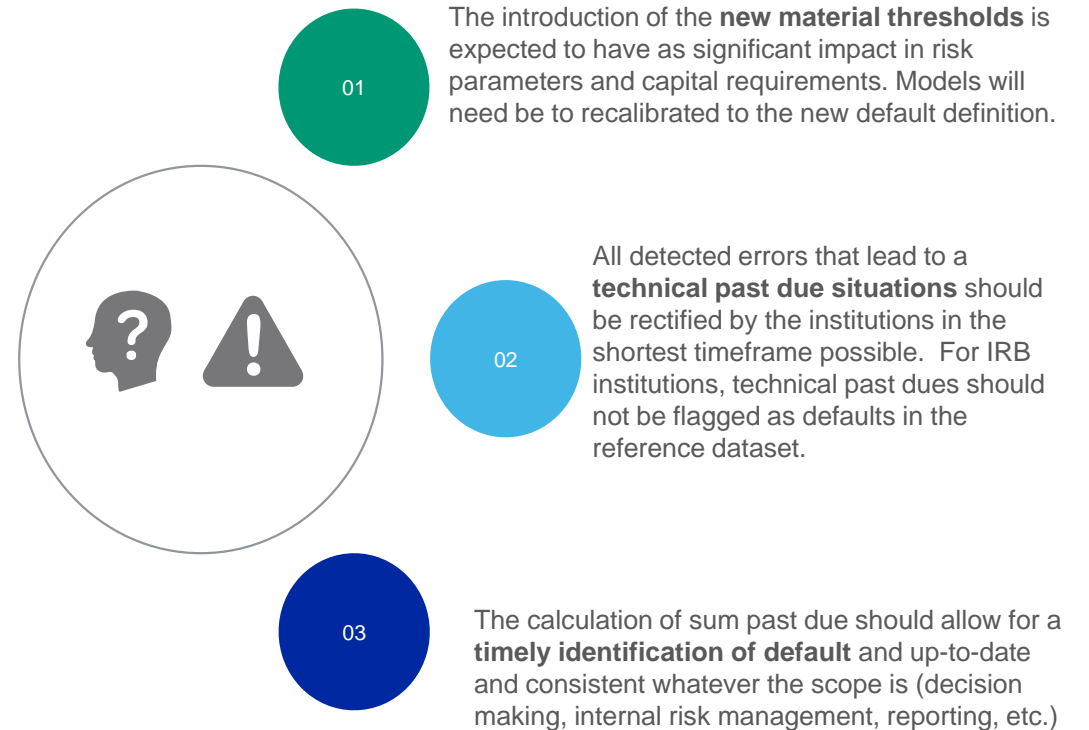 01
The introduction of the new material thresholds is
expected to have as significant impact in risk
parameters and capital requirements. Models will
need be to recalibrated to the new default definition.
02
All detected errors that lead to a
technical past due situations should
be rectified by the institutions in the
shortest timeframe possible.  For IRB
institutions, technical past dues should
not be flagged as defaults in the
reference dataset.
03
The calculation of sum past due should allow for a
timely identification of default and up-to-date
and consistent whatever the scope is (decision
making, internal risk management, reporting, etc.)